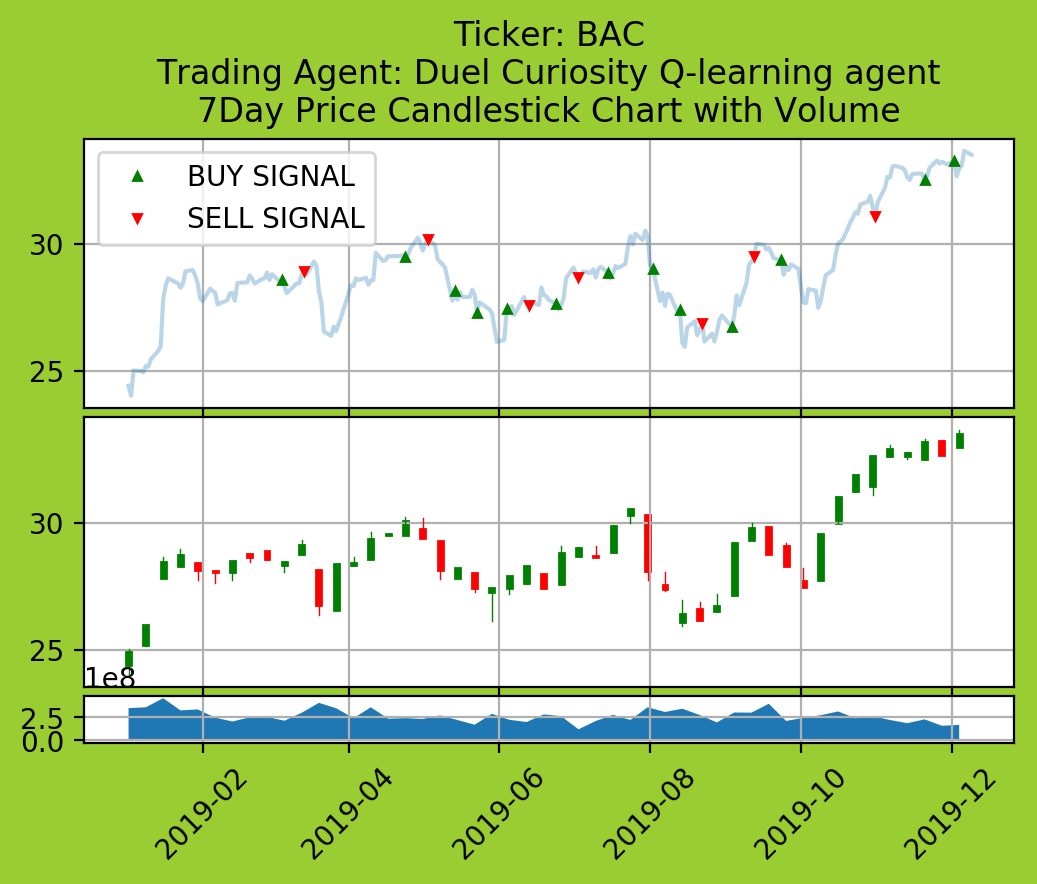 Ticker: BAC
Trading Agent: Duel Curiosity Q-learning agent
7Day Price Candlestick Chart with Volume
BUY SIGNAL
SELL SIGNAL
30
25
30
25
1e8
2.5
0.0
2019-02
2019-04
2019-06
2019-08
2019-10
2019-12